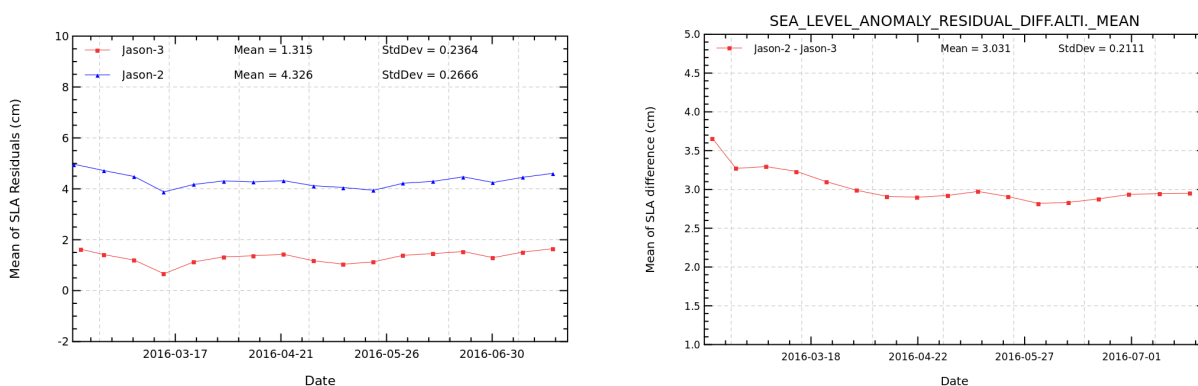 Jason-3 Mean = 1.315 StdDev = 0.2364
Jason-2 Mean = 4.326 StdDev = 0.2666
10
8
6
4
2
0
-2
Mean of SLA Residuals (cm)
2016-03-17 2016-04-21 2016-05-26 2016-06-30
Date
SEA_LEVEL_ANOMALY_RESIDUAL_DIFF.ALTI._MEAN
Jason-2 - Jason-3 Mean = 3.031 StdDev = 0.2111
5.0
4.5
4.0
3.5
3.0
2.5
2.0
1.5
1.0
Mean of SLA difference (cm)
2016-03-18 2016-04-22 2016-05-27 2016-07-01
Date